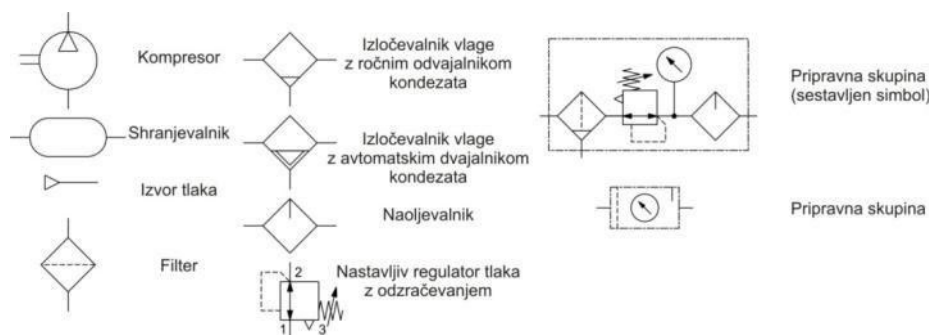 Kompresor
Shranjevalnik
Izvor tlaka
Filter
Izločevalnik vlage
z ročnim odvajalnikom
kondezata
Izločevalnik vlage
z avtomatskim dvajalnikom
kondezata
Naoljevalnik
Nastavljiv regulator tlaka
z odzračevanjem
2
1
3
Pripravna skupina
(sestavljen simbol)
Pripravna skupina